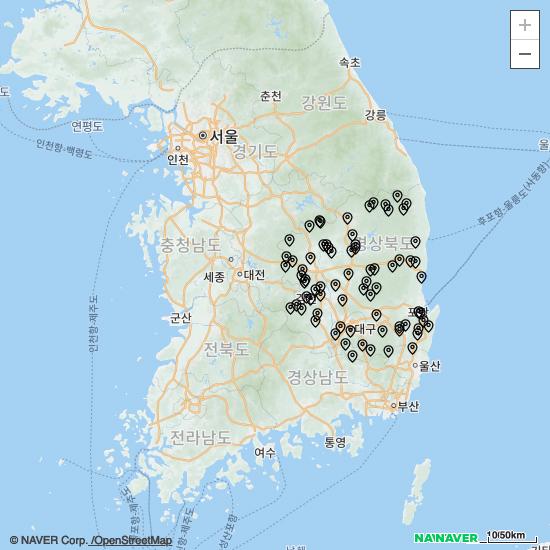 +
−
속초
춘천
강원도
강릉
도
연평도
서울
경기도
인천
인천항-백령도
울
후포항-울릉도(사동항)
경상북도
충청남도
세종
대전
인천항-제주도
군산
포항
대구
전북도
경상남도
울산
부산
전라남도
여수
통영
© NAVER Corp. /OpenStreetMap
NAVER
10/50km